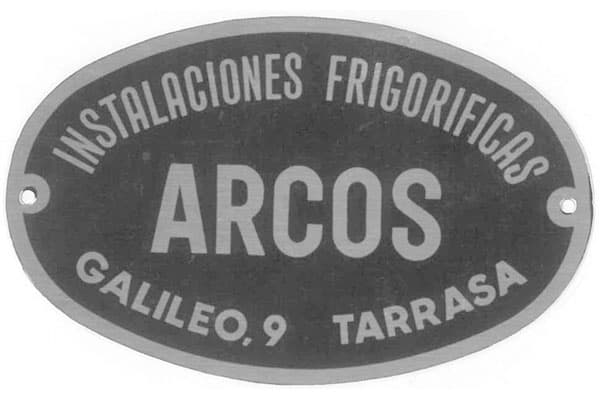 INSTALACIONES FRIGORIFICAS
ARCOS
GALILEO, 9 TARRASA